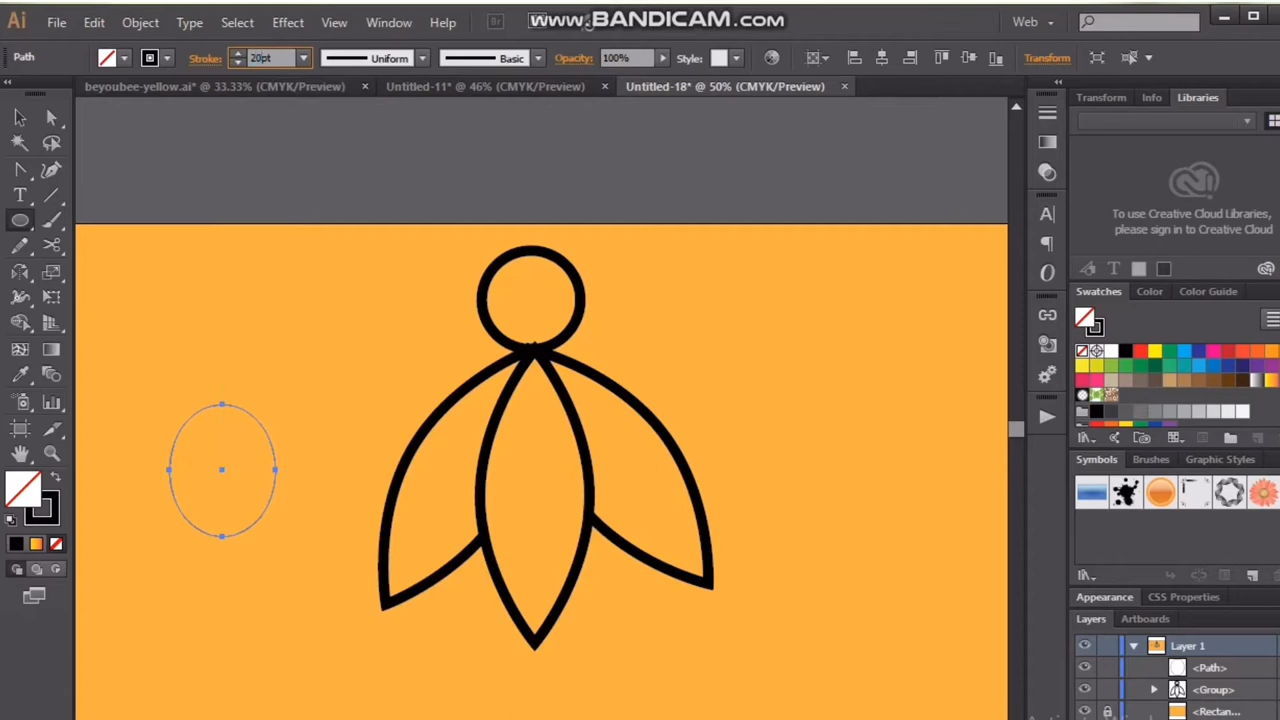 Ai File Edit Object Type Select Effect View Window Help Br www.BANDICAM.com Web
Path Stroke: 20pt Uniform Basic Opacity: 100% Style: Transform
beyoubee-yellow.ai* @ 33.33% (CMYK/Preview) × Untitled-11* @ 46% (CMYK/Preview) × Untitled-18* @ 50% (CMYK/Preview) ×
Transform Info Libraries
To use Creative Cloud Libraries,
please sign in to Creative Cloud
Swatches Color Color Guide
Symbols Brushes Graphic Styles
Appearance CSS Properties
Layers Artboards
Layer 1
<Path>
<Group>
<Rectan...